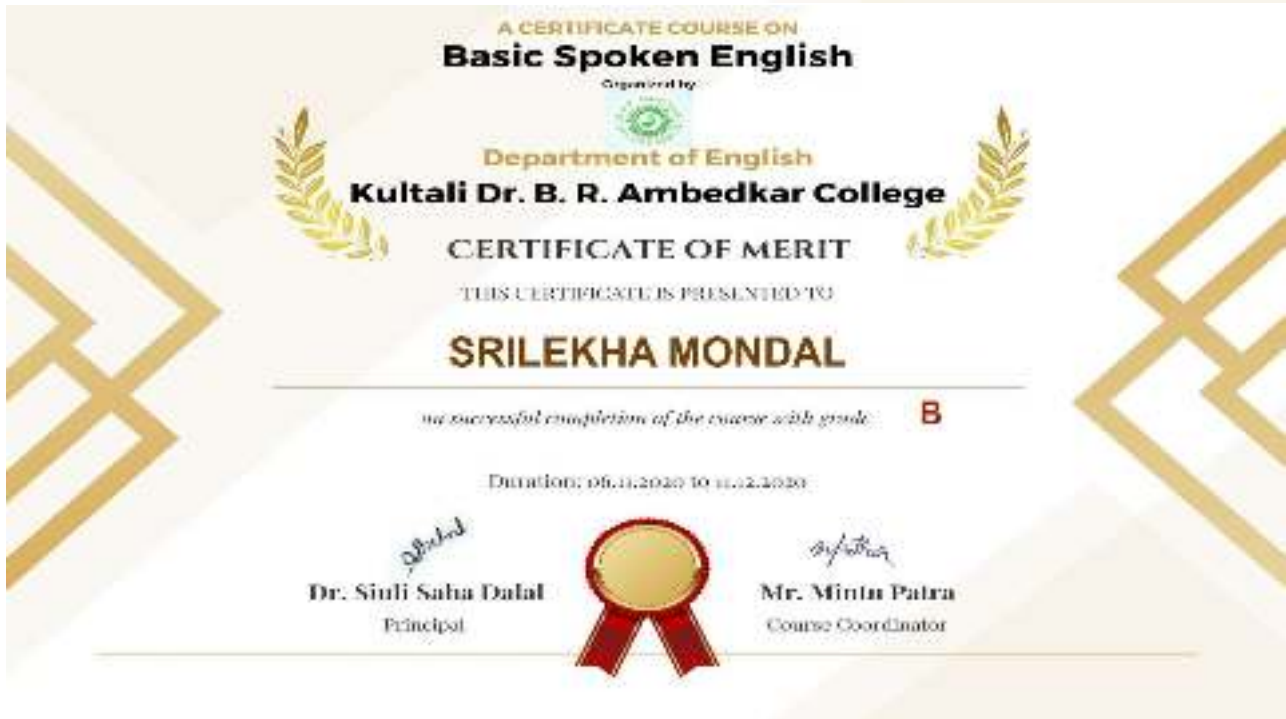 A CERTIFICATE COURSE ON
Basic Spoken English
Organized by
Department of English
Kultali Dr. B. R. Ambedkar College
CERTIFICATE OF MERIT
THIS CERTIFICATE IS PRESENTED TO
SRILEKHA MONDAL
on successful completion of the course with grade B
Duration: 06.11.2020 to 11.12.2020
Dr. Siuli Saha Dalal
Principal
Mr. Mintu Patra
Course Coordinator